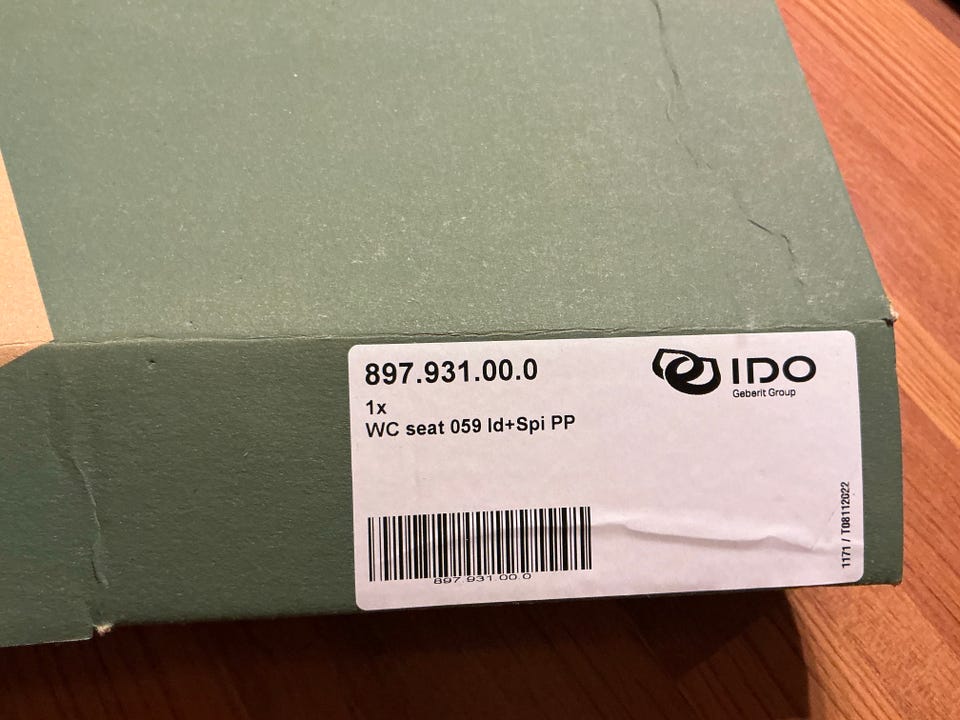 897.931.00.0
1x
WC seat 059 Id+Spi PP
IDO
Geberit Group
897.931.00.0
1171 / T08112022